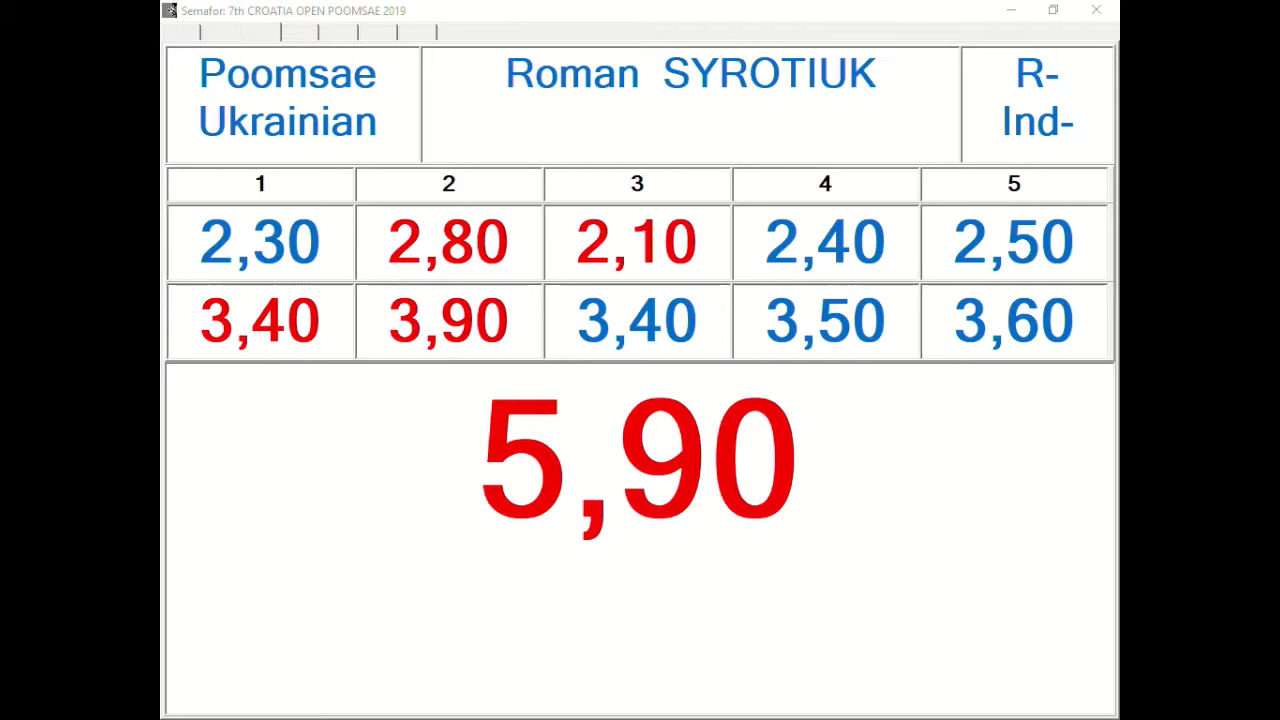 Semafor: 7th CROATIA OPEN POOMSAE 2019
Poomsae Roman SYROTIUK R-
Ukrainian Ind-
1 2 3 4 5
2,30 2,80 2,10 2,40 2,50
3,40 3,90 3,40 3,50 3,60
5,90